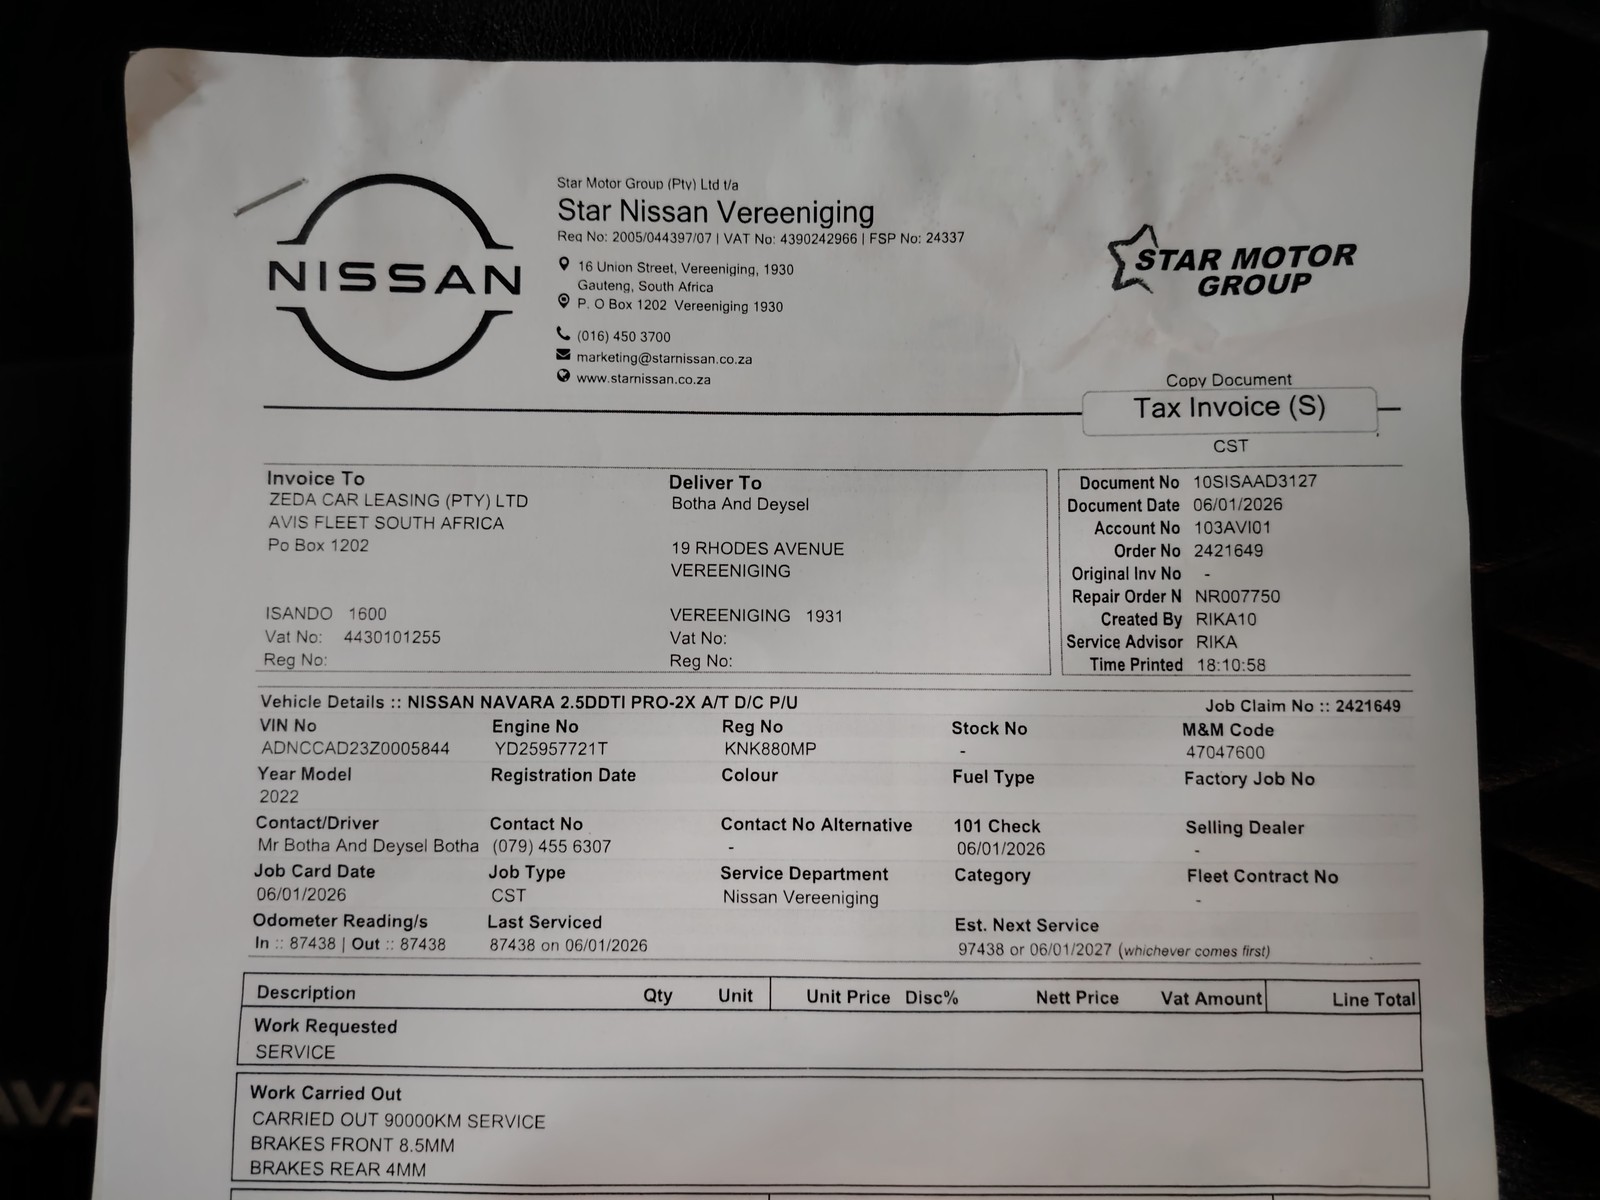 Star Motor Group (Pty) Ltd t/a
Star Nissan Vereeniging
Reg No: 2005/044397/07 | VAT No: 4390242966 | FSP No: 24337
16 Union Street, Vereeniging, 1930
Gauteng, South Africa
P. O Box 1202 Vereeniging 1930
(016) 450 3700
marketing@starnissan.co.za
www.starnissan.co.za
NISSAN
STAR MOTOR
GROUP
Copy Document
Tax Invoice (S)
CST
Invoice To
ZEDA CAR LEASING (PTY) LTD
AVIS FLEET SOUTH AFRICA
Po Box 1202
ISANDO 1600
Vat No: 4430101255
Reg No:
Deliver To
Botha And Deysel
19 RHODES AVENUE
VEREENIGING
VEREENIGING 1931
Vat No:
Reg No:
Document No 10SISAAD3127
Document Date 06/01/2026
Account No 103AVI01
Order No 2421649
Original Inv No -
Repair Order N NR007750
Created By RIKA10
Service Advisor RIKA
Time Printed 18:10:58
Vehicle Details :: NISSAN NAVARA 2.5DDTI PRO-2X A/T D/C P/U Job Claim No :: 2421649
VIN No Engine No Reg No Stock No M&M Code
ADNCCAD23Z0005844 YD25957721T KNK880MP - 47047600
Year Model Registration Date Colour Fuel Type Factory Job No
2022
Contact/Driver Contact No Contact No Alternative 101 Check Selling Dealer
Mr Botha And Deysel Botha (079) 455 6307 - 06/01/2026 -
Job Card Date Job Type Service Department Category Fleet Contract No
06/01/2026 CST Nissan Vereeniging -
Odometer Reading/s Last Serviced Est. Next Service
In :: 87438 | Out :: 87438 87438 on 06/01/2026 97438 or 06/01/2027 (whichever comes first)
Description Qty Unit Unit Price Disc% Nett Price Vat Amount Line Total
Work Requested
SERVICE
Work Carried Out
CARRIED OUT 90000KM SERVICE
BRAKES FRONT 8.5MM
BRAKES REAR 4MM